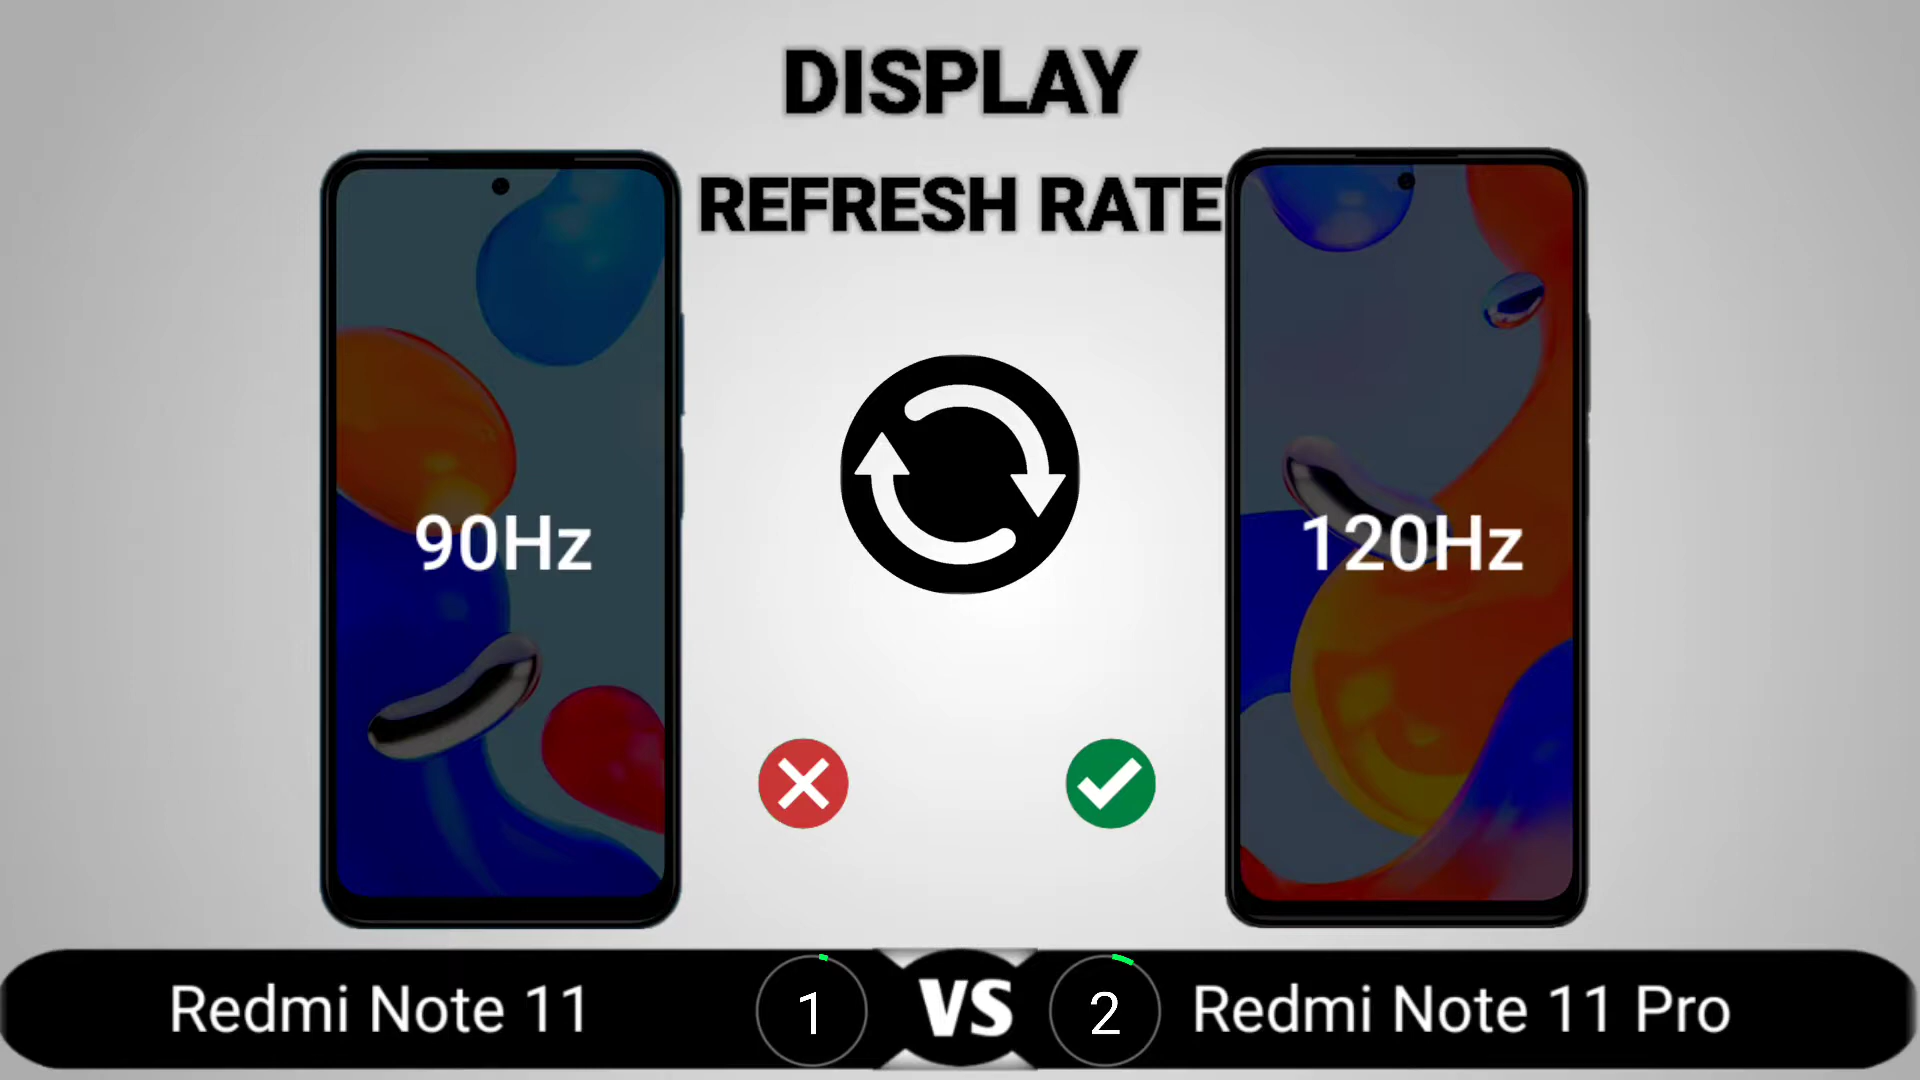 DISPLAY
REFRESH RATE
90Hz
120Hz
Redmi Note 11
1
VS
2
Redmi Note 11 Pro